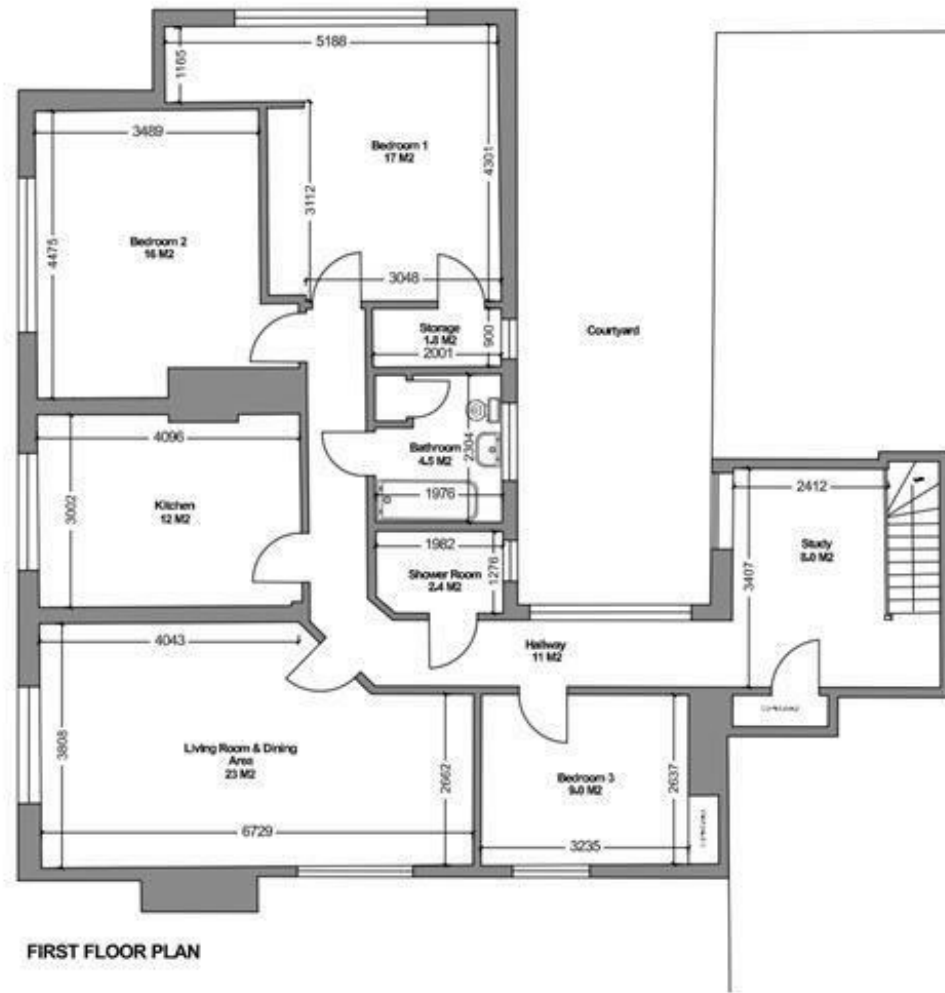 5188
1165
3489
Bedroom 1
17 M2
4301
3112
Bedroom 2
16 M2
4475
3048
Storage
1.8 M2
2001
900
Courtyard
4096
Bathroom
4.5 M2
2304
1976
2412
Kitchen
12 M2
3002
Study
8.0 M2
3407
1982
Shower Room
2.4 M2
1276
4043
Hallway
11 M2
3808
Living Room & Dining
Area
23 M2
2662
Bedroom 3
9.0 M2
2637
6729
3235
FIRST FLOOR PLAN